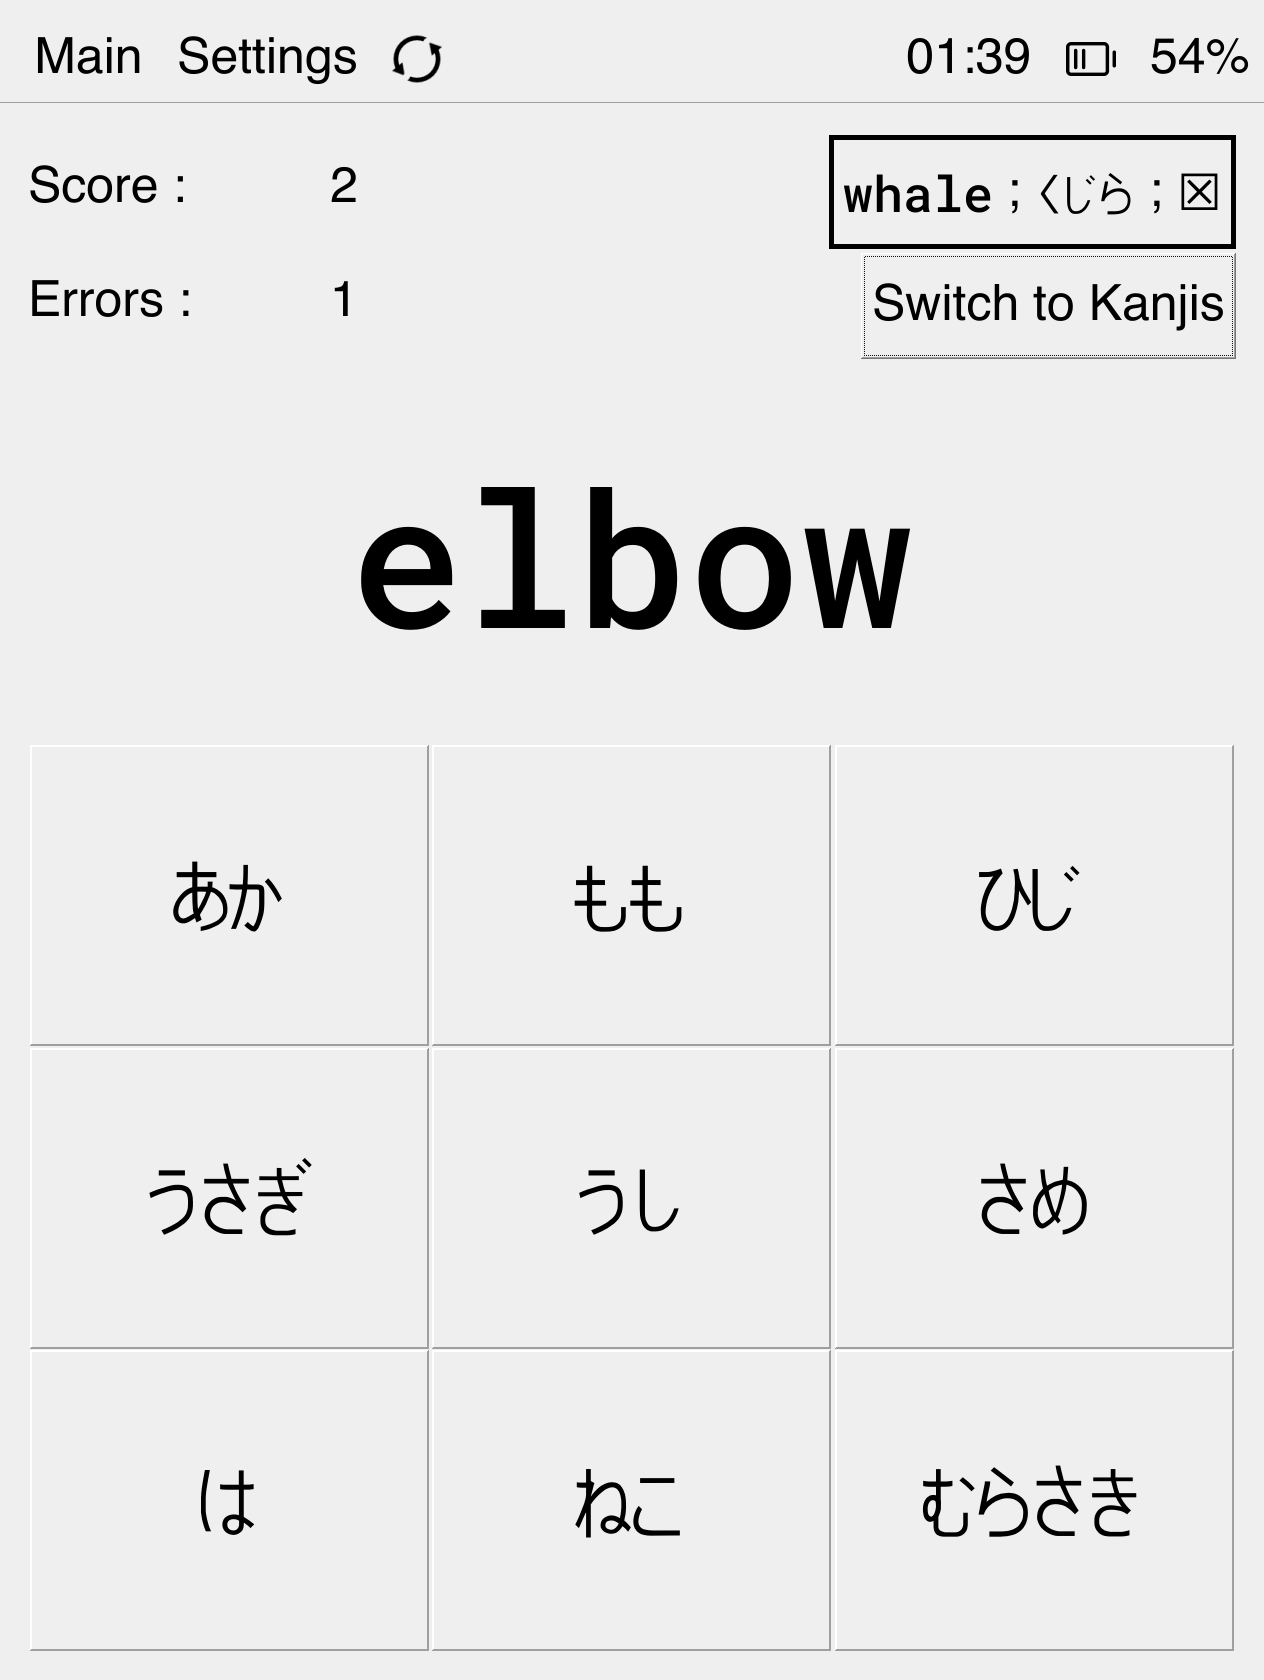 Main Settings 01:39 54%
Score : 2
whale ; くじら ; ☒
Errors : 1
Switch to Kanjis
elbow
あか もも ひじ
うさぎ うし さめ
は ねこ むらさき